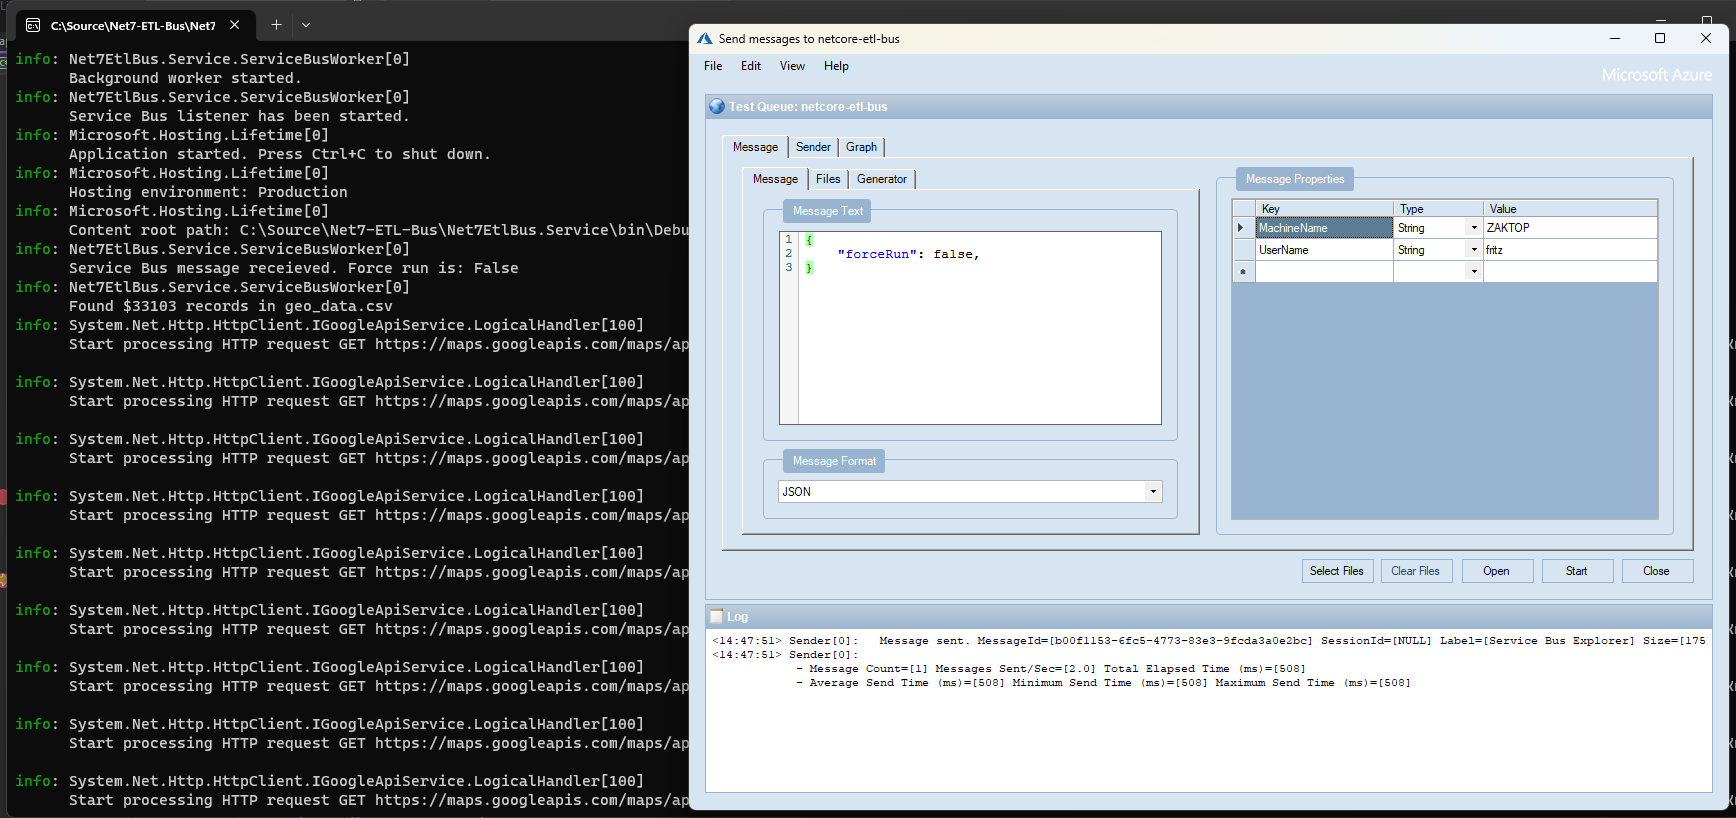 C:\Source\Net7-ETL-Bus\Net7
info: Net7EtlBus.Service.ServiceBusWorker[0]
Background worker started.
info: Net7EtlBus.Service.ServiceBusWorker[0]
Service Bus listener has been started.
info: Microsoft.Hosting.Lifetime[0]
Application started. Press Ctrl+C to shut down.
info: Microsoft.Hosting.Lifetime[0]
Hosting environment: Production
info: Microsoft.Hosting.Lifetime[0]
Content root path: C:\Source\Net7-ETL-Bus\Net7EtlBus.Service\bin\Debu
info: Net7EtlBus.Service.ServiceBusWorker[0]
Service Bus message receieved. Force run is: False
info: Net7EtlBus.Service.ServiceBusWorker[0]
Found $33103 records in geo_data.csv
info: System.Net.Http.HttpClient.IGoogleApiService.LogicalHandler[100]
Start processing HTTP request GET https://maps.googleapis.com/maps/ap
info: System.Net.Http.HttpClient.IGoogleApiService.LogicalHandler[100]
Start processing HTTP request GET https://maps.googleapis.com/maps/ap
info: System.Net.Http.HttpClient.IGoogleApiService.LogicalHandler[100]
Start processing HTTP request GET https://maps.googleapis.com/maps/ap
info: System.Net.Http.HttpClient.IGoogleApiService.LogicalHandler[100]
Start processing HTTP request GET https://maps.googleapis.com/maps/ap
info: System.Net.Http.HttpClient.IGoogleApiService.LogicalHandler[100]
Start processing HTTP request GET https://maps.googleapis.com/maps/ap
info: System.Net.Http.HttpClient.IGoogleApiService.LogicalHandler[100]
Start processing HTTP request GET https://maps.googleapis.com/maps/ap
info: System.Net.Http.HttpClient.IGoogleApiService.LogicalHandler[100]
Start processing HTTP request GET https://maps.googleapis.com/maps/ap
info: System.Net.Http.HttpClient.IGoogleApiService.LogicalHandler[100]
Start processing HTTP request GET https://maps.googleapis.com/maps/ap
info: System.Net.Http.HttpClient.IGoogleApiService.LogicalHandler[100]
Start processing HTTP request GET https://maps.googleapis.com/maps/ap
Send messages to netcore-etl-bus
File Edit View Help
Microsoft Azure
Test Queue: netcore-etl-bus
Message Sender Graph
Message Files Generator
Message Text
1 {
2 "forceRun": false,
3 }
Message Format
JSON
Message Properties
Key Type Value
MachineName String ZAKTOP
UserName String fritz
Select Files Clear Files Open Start Close
Log
<14:47:51> Sender[0]: Message sent. MessageId=[b00f1153-6fc5-4773-83e3-9fcda3a0e2bc] SessionId=[NULL] Label=[Service Bus Explorer] Size=[175
<14:47:51> Sender[0]:
- Message Count=[1] Messages Sent/Sec=[2.0] Total Elapsed Time (ms)=[508]
- Average Send Time (ms)=[508] Minimum Send Time (ms)=[508] Maximum Send Time (ms)=[508]